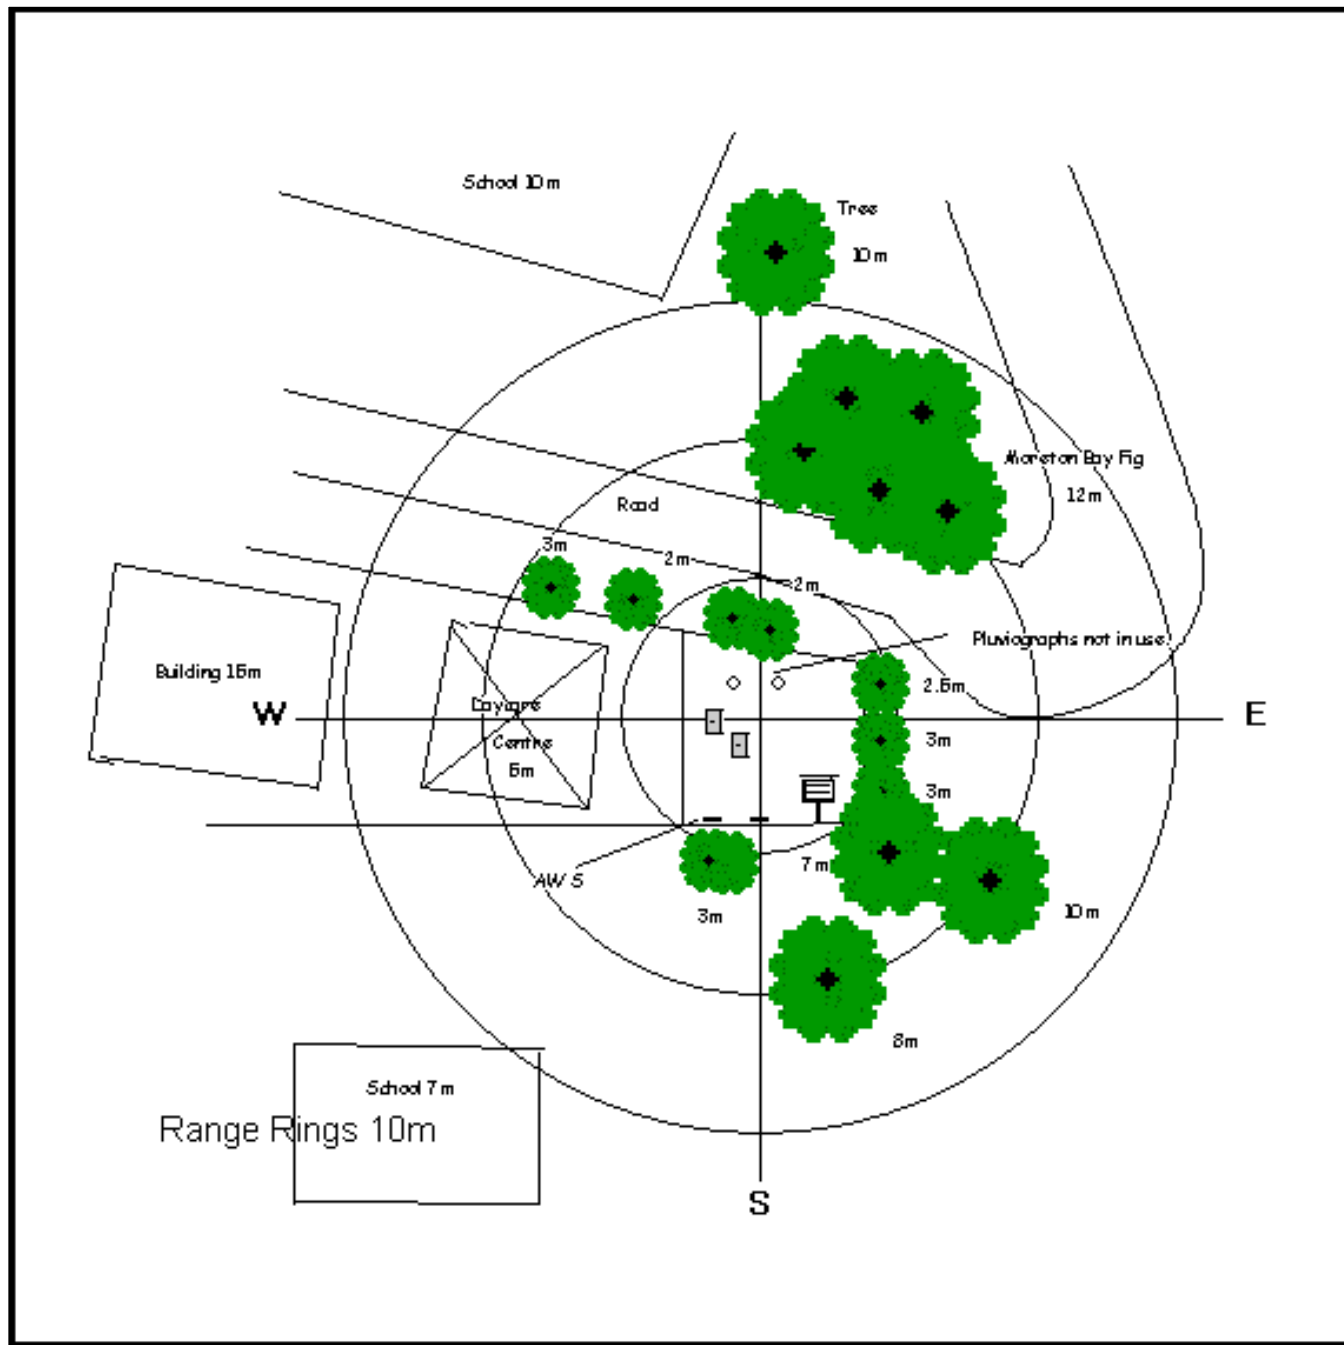 School 10m
Tree
10m
Moreton Bay Fig
12m
Road
3m
2m
2m
Pluviographs not in use
Building 15m
2.5m
W
E
Daycare
Centre
5m
3m
3m
7m
AW S
3m
10m
8m
School 7m
Range Rings 10m
S